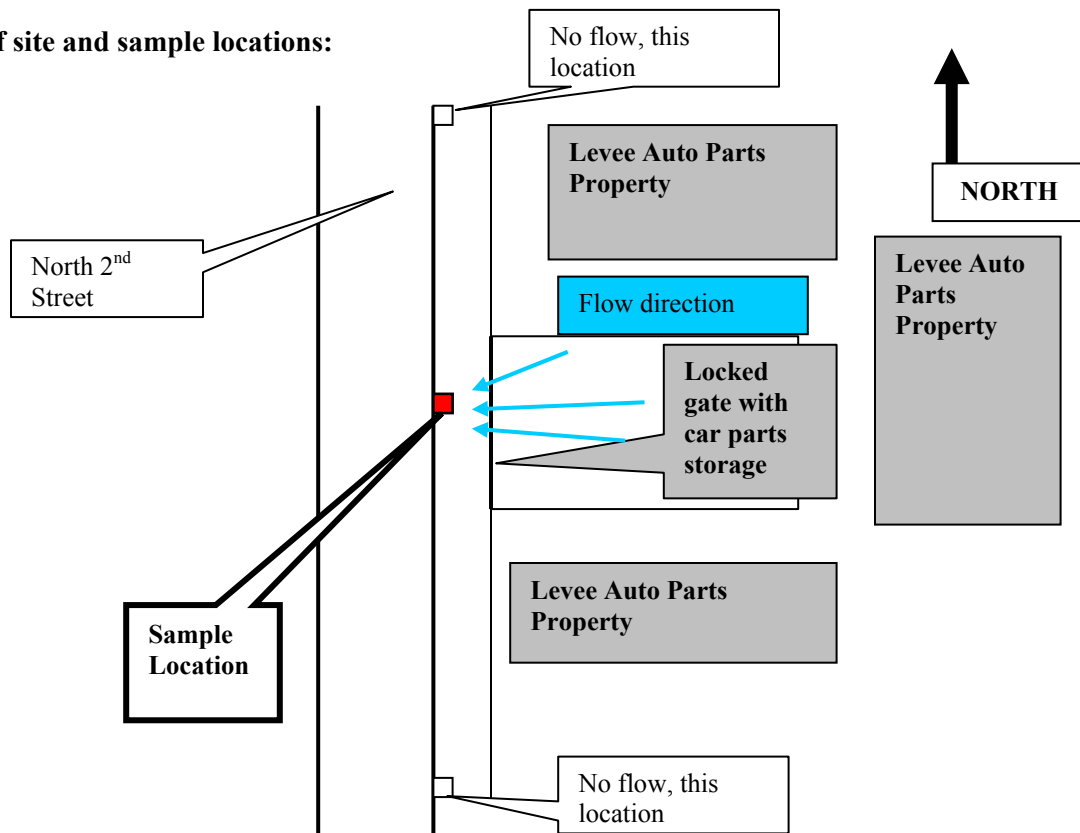 f site and sample locations:
No flow, this
location
Levee Auto Parts
Property
NORTH
North 2nd
Street
Levee Auto
Parts
Property
Flow direction
Locked
gate with
car parts
storage
Levee Auto Parts
Property
Sample
Location
No flow, this
location